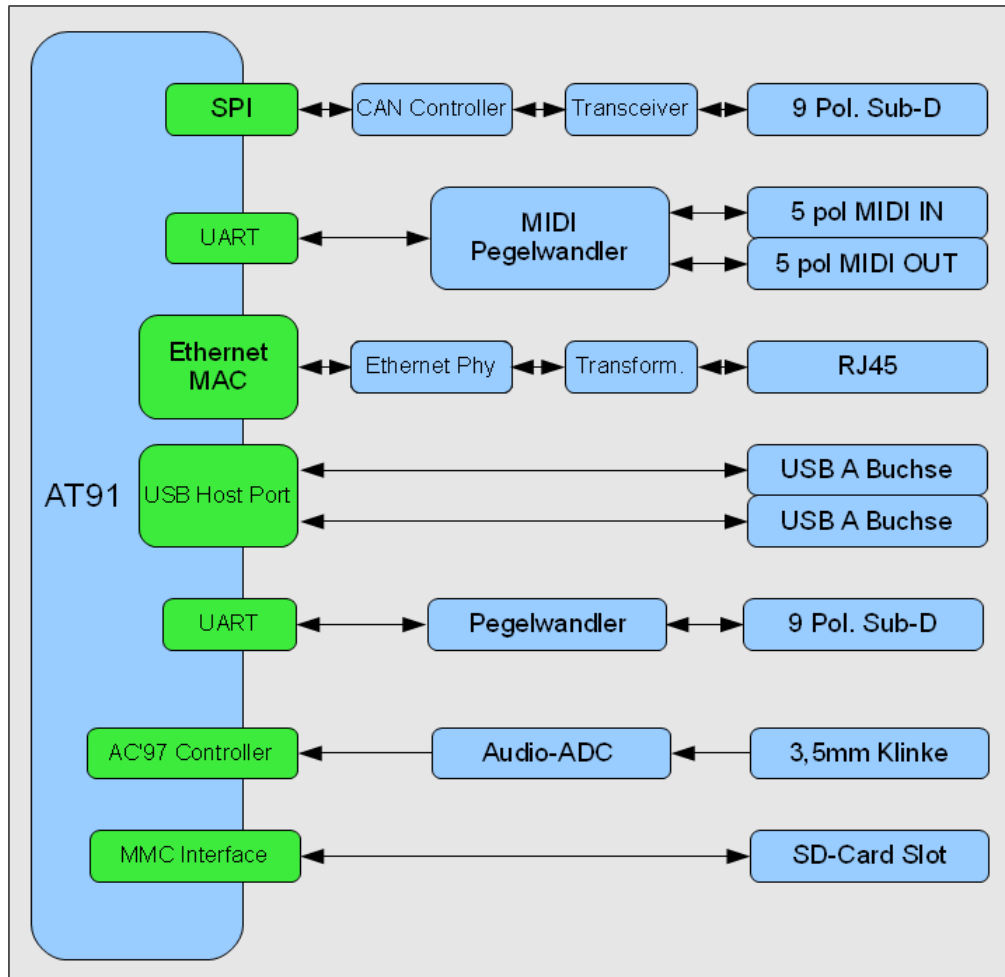 SPI
CAN Controller
Transceiver
9 Pol. Sub-D
UART
MIDI
Pegelwandler
5 pol MIDI IN
5 pol MIDI OUT
Ethernet
MAC
Ethernet Phy
Transform.
RJ45
AT91
USB Host Port
USB A Buchse
USB A Buchse
UART
Pegelwandler
9 Pol. Sub-D
AC'97 Controller
Audio-ADC
3,5mm Klinke
MMC Interface
SD-Card Slot